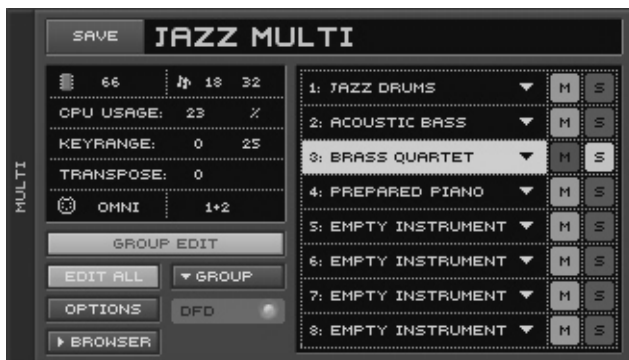 MULTI
SAVE JAZZ MULTI
66 18 32
CPU USAGE: 23 %
KEYRANGE: 0 25
TRANSPOSE: 0
OMNI 1+2
GROUP EDIT
EDIT ALL GROUP
OPTIONS DFD
BROWSER
1: JAZZ DRUMS M S
2: ACOUSTIC BASS M S
3: BRASS QUARTET M S
4: PREPARED PIANO M S
5: EMPTY INSTRUMENT M S
6: EMPTY INSTRUMENT M S
7: EMPTY INSTRUMENT M S
8: EMPTY INSTRUMENT M S